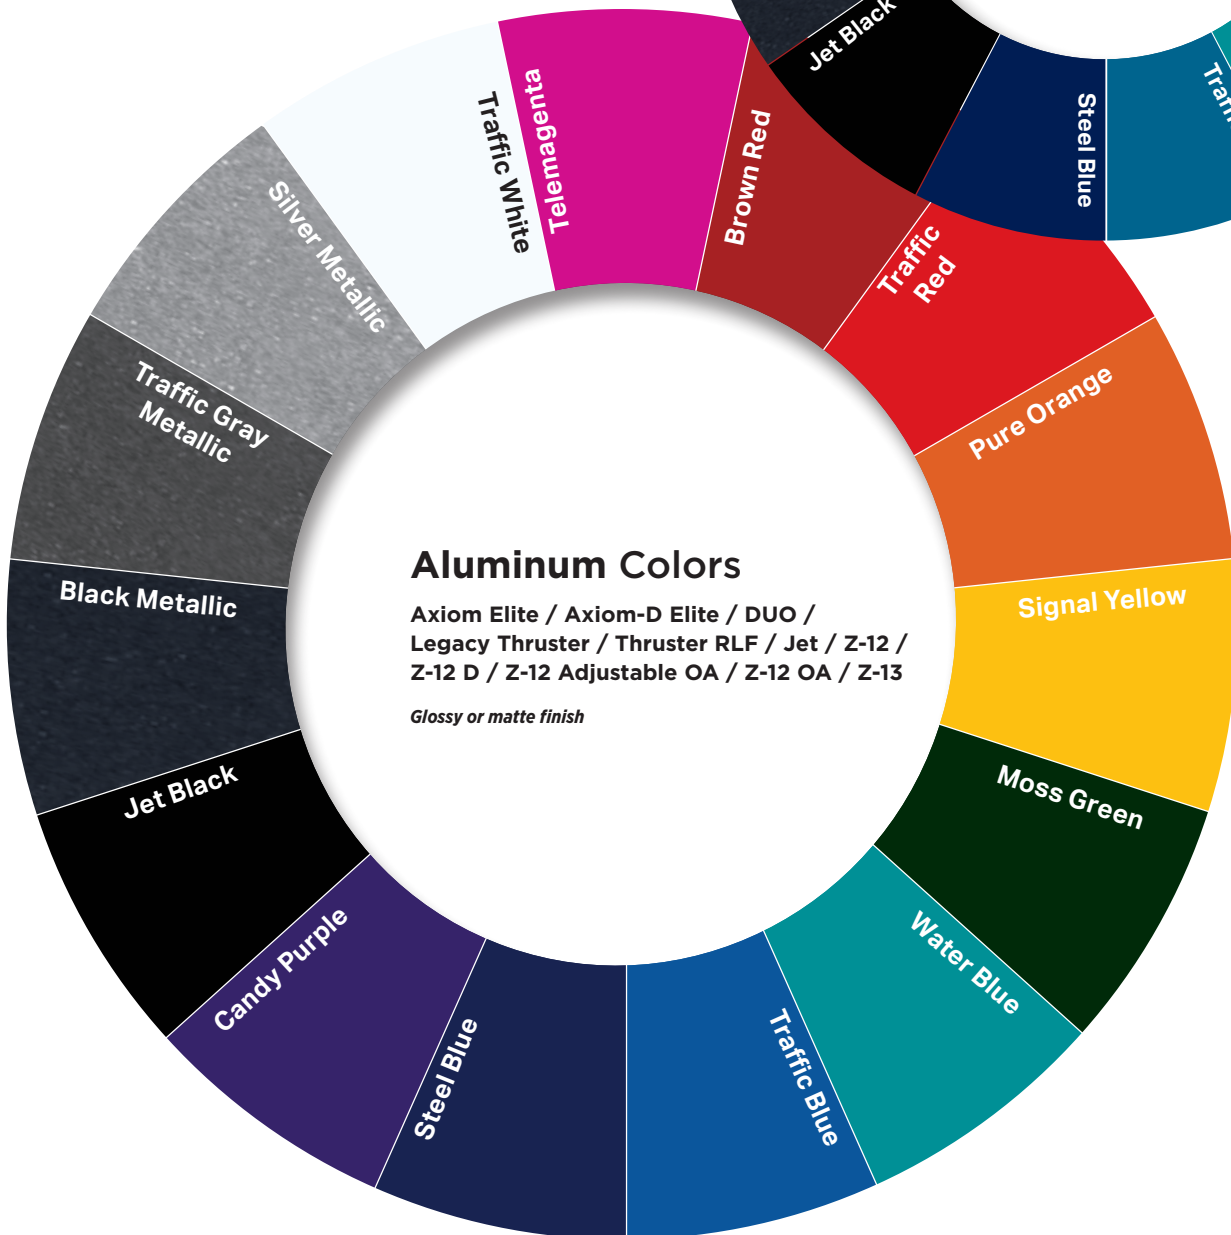 Jet Black
Steel Blue
Telemagenta
Brown Red
Traffic
Red
Pure Orange
Signal Yellow
Moss Green
Water Blue
Traffic Blue
Steel Blue
Candy Purple
Jet Black
Black Metallic
Traffic Gray
Metallic
Silver Metallic
Traffic White
Aluminum Colors
Axiom Elite / Axiom-D Elite / DUO /
Legacy Thruster / Thruster RLF / Jet / Z-12 /
Z-12 D / Z-12 Adjustable OA / Z-12 OA / Z-13
Glossy or matte finish